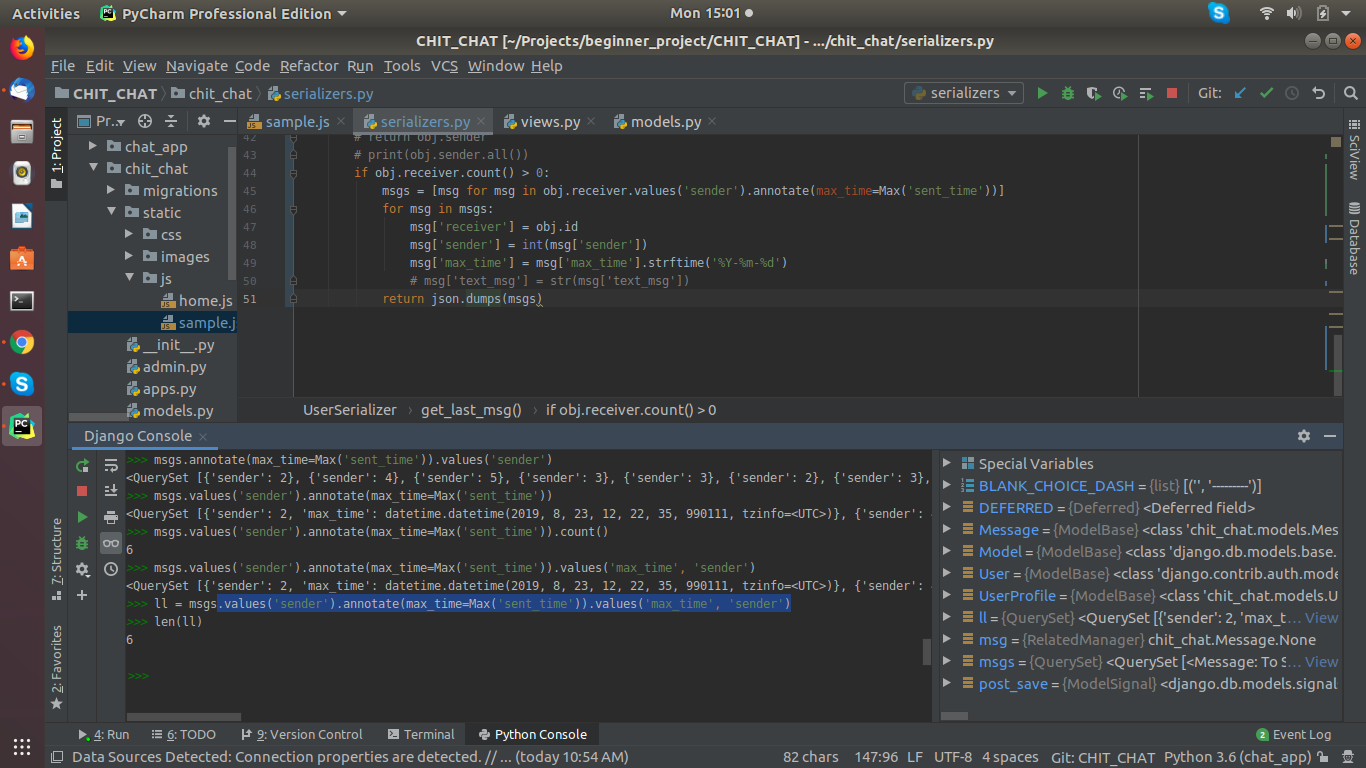 Activities PyCharm Professional Edition Mon 15:01
CHIT_CHAT [~/Projects/beginner_project/CHIT_CHAT] - .../chit_chat/serializers.py
File Edit View Navigate Code Refactor Run Tools VCS Window Help
CHIT_CHAT chit_chat serializers.py serializers Git:
1: Project Pr... sample.js serializers.py views.py models.py SciView
chat_app
chit_chat
migrations
static
css
images
js
home.js
sample.j
__init__.py
admin.py
apps.py
models.py
42 # return obj.sender
43 # print(obj.sender.all())
44 if obj.receiver.count() > 0:
45 msgs = [msg for msg in obj.receiver.values('sender').annotate(max_time=Max('sent_time'))]
46 for msg in msgs:
47 msg['receiver'] = obj.id
48 msg['sender'] = int(msg['sender'])
49 msg['max_time'] = msg['max_time'].strftime('%Y-%m-%d')
50 # msg['text_msg'] = str(msg['text_msg'])
51 return json.dumps(msgs)
Database
UserSerializer get_last_msg() if obj.receiver.count() > 0
Django Console
>>> msgs.annotate(max_time=Max('sent_time')).values('sender')
<QuerySet [{'sender': 2}, {'sender': 4}, {'sender': 5}, {'sender': 3}, {'sender': 3}, {'sender': 2}, {'sender': 3},
>>> msgs.values('sender').annotate(max_time=Max('sent_time'))
<QuerySet [{'sender': 2, 'max_time': datetime.datetime(2019, 8, 23, 12, 22, 35, 990111, tzinfo=<UTC>)}, {'sender':
>>> msgs.values('sender').annotate(max_time=Max('sent_time')).count()
6
>>> msgs.values('sender').annotate(max_time=Max('sent_time')).values('max_time', 'sender')
<QuerySet [{'sender': 2, 'max_time': datetime.datetime(2019, 8, 23, 12, 22, 35, 990111, tzinfo=<UTC>)}, {'sender':
>>> ll = msgs.values('sender').annotate(max_time=Max('sent_time')).values('max_time', 'sender')
>>> len(ll)
6
>>>
Special Variables
BLANK_CHOICE_DASH = {list} [('', '---------')]
DEFERRED = {Deferred} <Deferred field>
Message = {ModelBase} <class 'chit_chat.models.Mes
Model = {ModelBase} <class 'django.db.models.base.
User = {ModelBase} <class 'django.contrib.auth.mode
UserProfile = {ModelBase} <class 'chit_chat.models.U
ll = {QuerySet} <QuerySet [{'sender': 2, 'max_t... View
msg = {RelatedManager} chit_chat.Message.None
msgs = {QuerySet} <QuerySet [<Message: To S... View
post_save = {ModelSignal} <django.db.models.signal
7: Structure
2: Favorites
4: Run 6: TODO 9: Version Control Terminal Python Console 2 Event Log
Data Sources Detected: Connection properties are detected. // ... (today 10:54 AM) 82 chars 147:96 LF UTF-8 4 spaces Git: CHIT_CHAT Python 3.6 (chat_app)